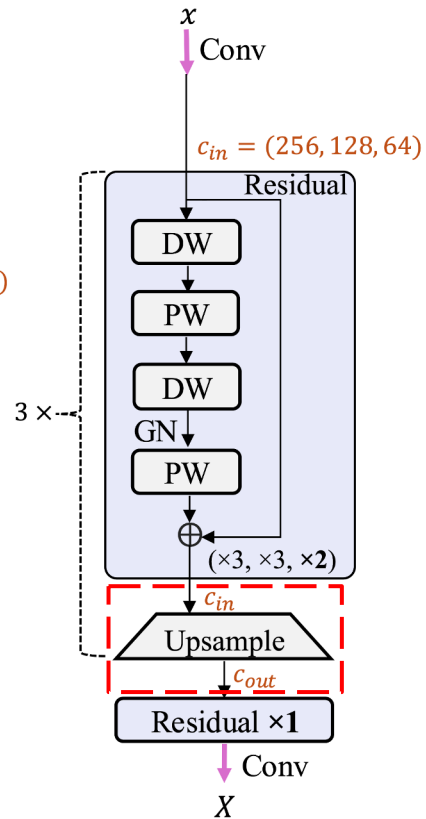 x
Conv
c_in = (256, 128, 64)
Residual
DW
)
PW
DW
3 ×
GN
PW
(×3, ×3, ×2)
c_in
Upsample
c_out
Residual ×1
Conv
X